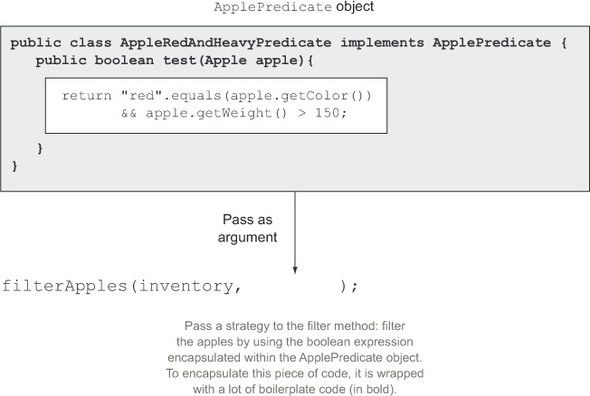 ApplePredicate object
public class AppleRedAndHeavyPredicate implements ApplePredicate {
public boolean test(Apple apple){
return "red".equals(apple.getColor())
&& apple.getWeight() > 150;
}
}
Pass as
argument
filterApples(inventory, );
Pass a strategy to the filter method: filter
the apples by using the boolean expression
encapsulated within the ApplePredicate object.
To encapsulate this piece of code, it is wrapped
with a lot of boilerplate code (in bold).